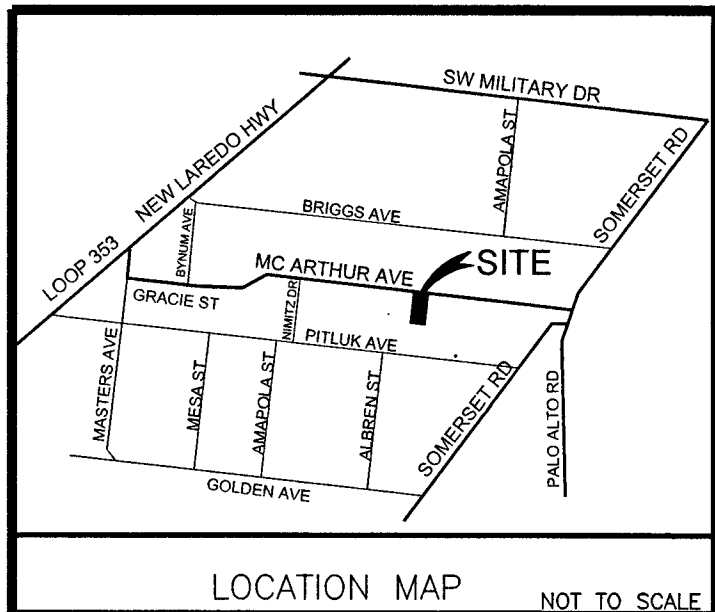 SW MILITARY DR
NEW LAREDO HWY
AMAPOLA ST
SOMERSET RD
BRIGGS AVE
BYNUM AVE
LOOP 353
MC ARTHUR AVE
SITE
GRACIE ST
NIMITZ DR
PITLUK AVE
MASTERS AVE
MESA ST
AMAPOLA ST
ALBREN ST
SOMERSET RD
PALO ALTO RD
GOLDEN AVE
LOCATION MAP
NOT TO SCALE